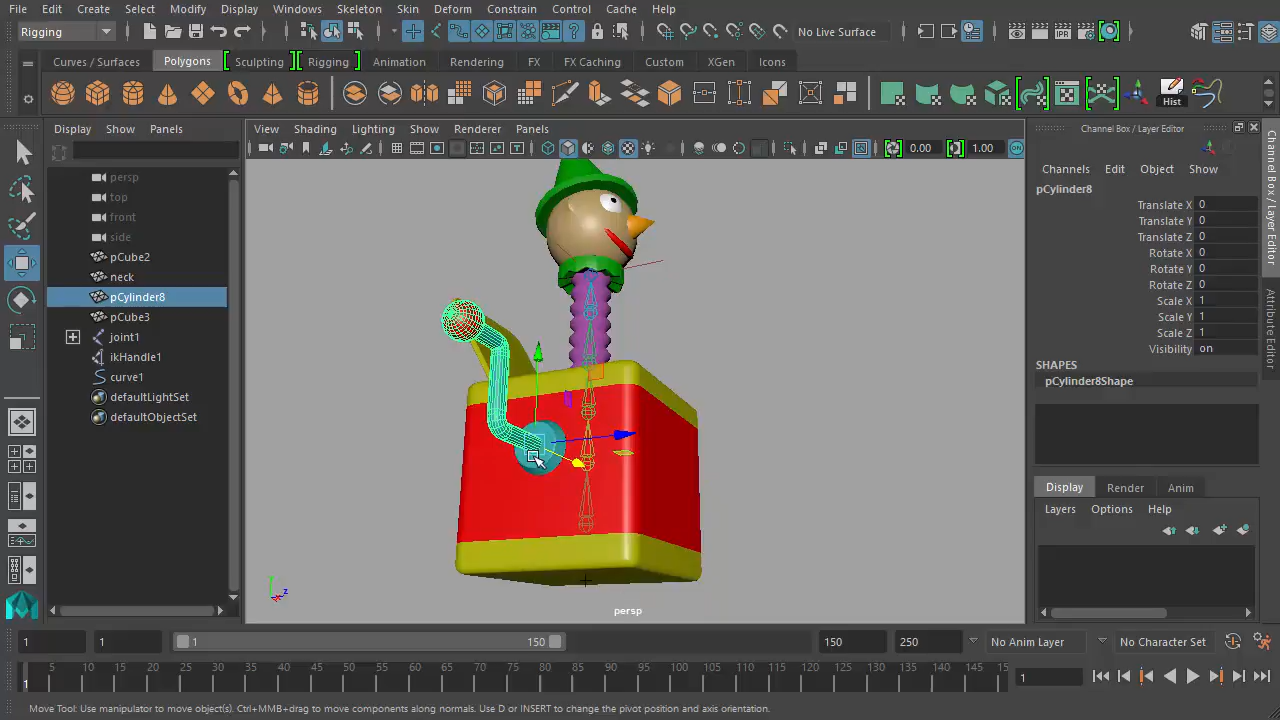 File Edit Create Select Modify Display Windows Skeleton Skin Deform Constrain Control Cache Help
Rigging
No Live Surface
Curves / Surfaces Polygons Sculpting Rigging Animation Rendering FX FX Caching Custom XGen Icons
Hist
Display Show Panels
View Shading Lighting Show Renderer Panels
0.00 1.00
persp
top
front
side
pCube2
neck
pCylinder8
pCube3
joint1
ikHandle1
curve1
defaultLightSet
defaultObjectSet
persp
Channel Box / Layer Editor
Channels Edit Object Show
pCylinder8
Translate X 0
Translate Y 0
Translate Z 0
Rotate X 0
Rotate Y 0
Rotate Z 0
Scale X 1
Scale Y 1
Scale Z 1
Visibility on
SHAPES
pCylinder8Shape
Display Render Anim
Layers Options Help
Channel Box / Layer Editor
Modeling Toolkit
Attribute Editor
1 1 1 150 150 250 No Anim Layer No Character Set
5 10 15 20 25 30 35 40 45 50 55 60 65 70 75 80 85 90 95 100 105 110 115 120 125 130 135 140 145 15
1 1
Move Tool: Use manipulator to move object(s). Ctrl+MMB+drag to move components along normals. Use D or INSERT to change the pivot position and axis orientation.